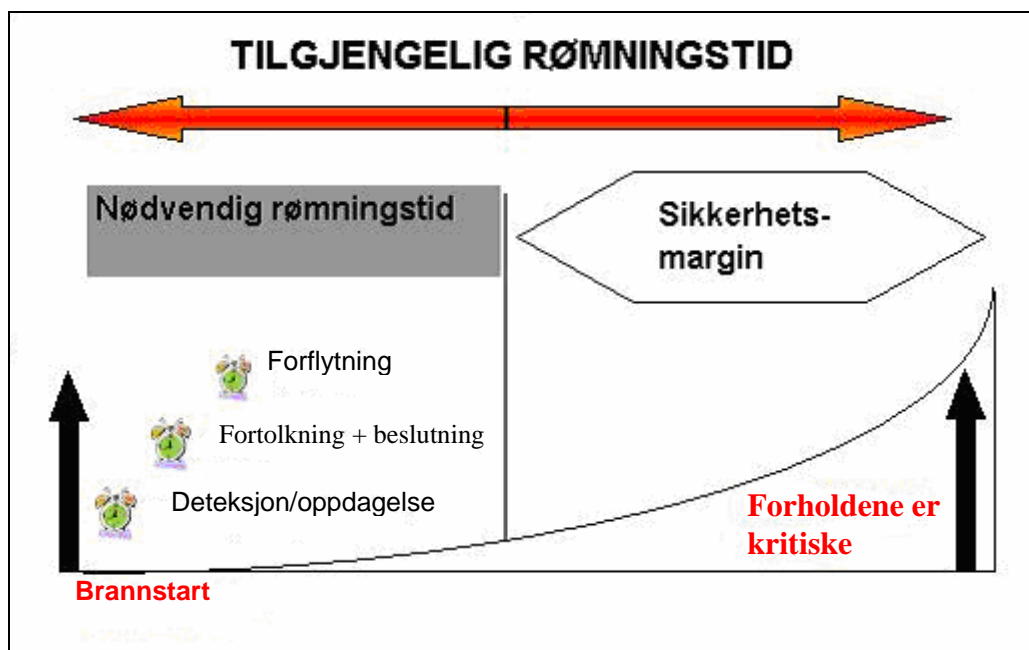 TILGJENGELIG RØMNINGSTID
Nødvendig rømningstid
Sikkerhets-
margin
Forflytning
Fortolkning + beslutning
Deteksjon/oppdagelse
Forholdene er
kritiske
Brannstart